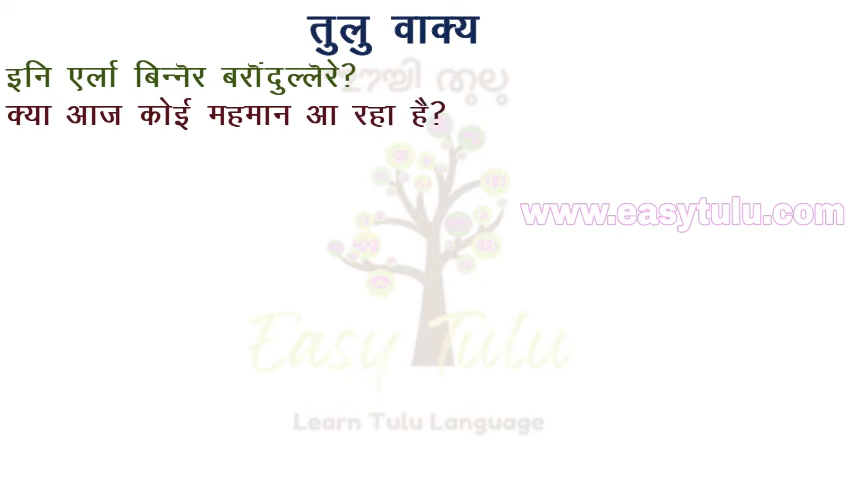 तुलु वाक्य
इनि एर्ला बिन्नॆर बरॊंदुल्लॆरे?
क्या आज कोई महमान आ रहा है?
www.easytulu.com
Easy Tulu
Learn Tulu Language